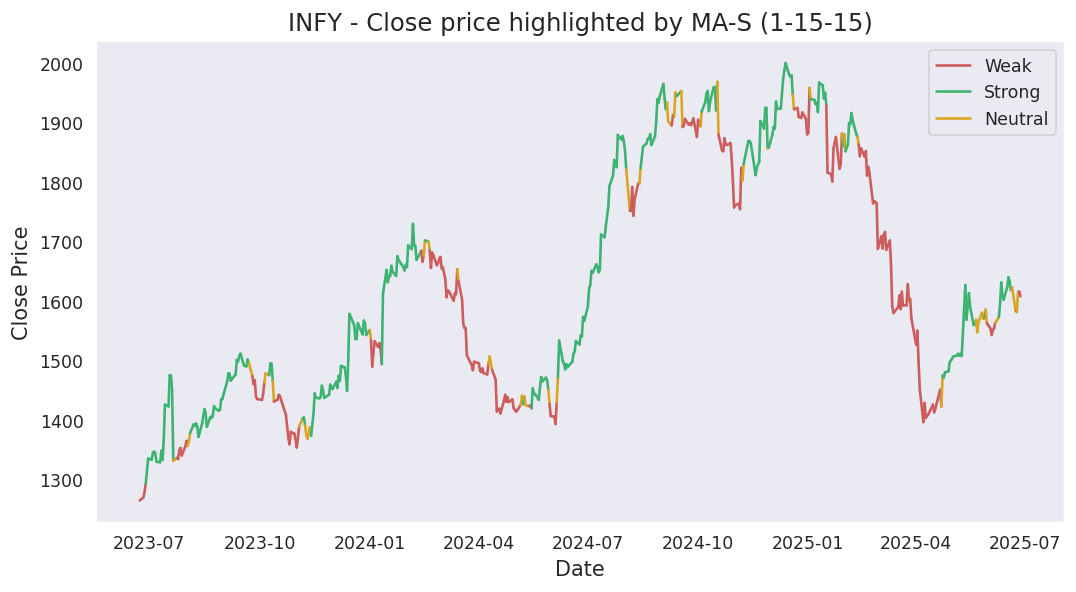 INFY - Close price highlighted by MA-S (1-15-15)
Weak
Strong
Neutral
Close Price
2000
1900
1800
1700
1600
1500
1400
1300
2023-07 2023-10 2024-01 2024-04 2024-07 2024-10 2025-01 2025-04 2025-07
Date